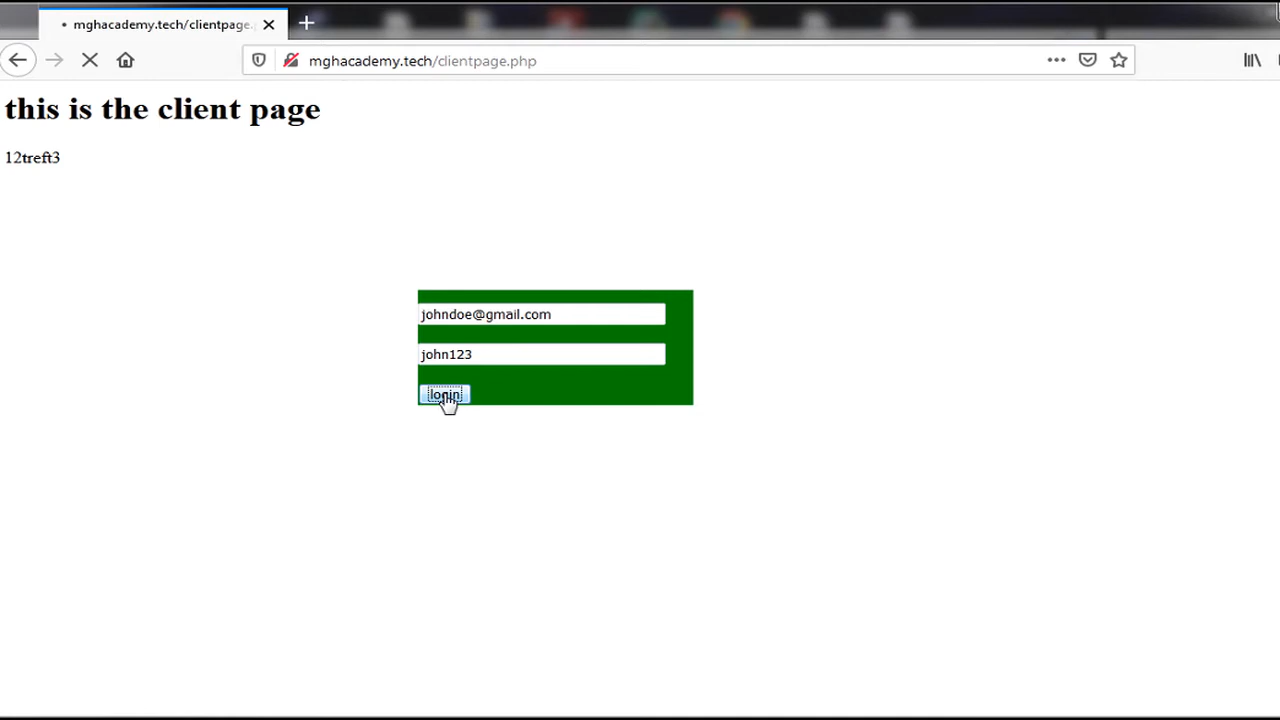 mghacademy.tech/clientpage.
mghacademy.tech/clientpage.php
this is the client page
12treft3
johndoe@gmail.com
john123
login